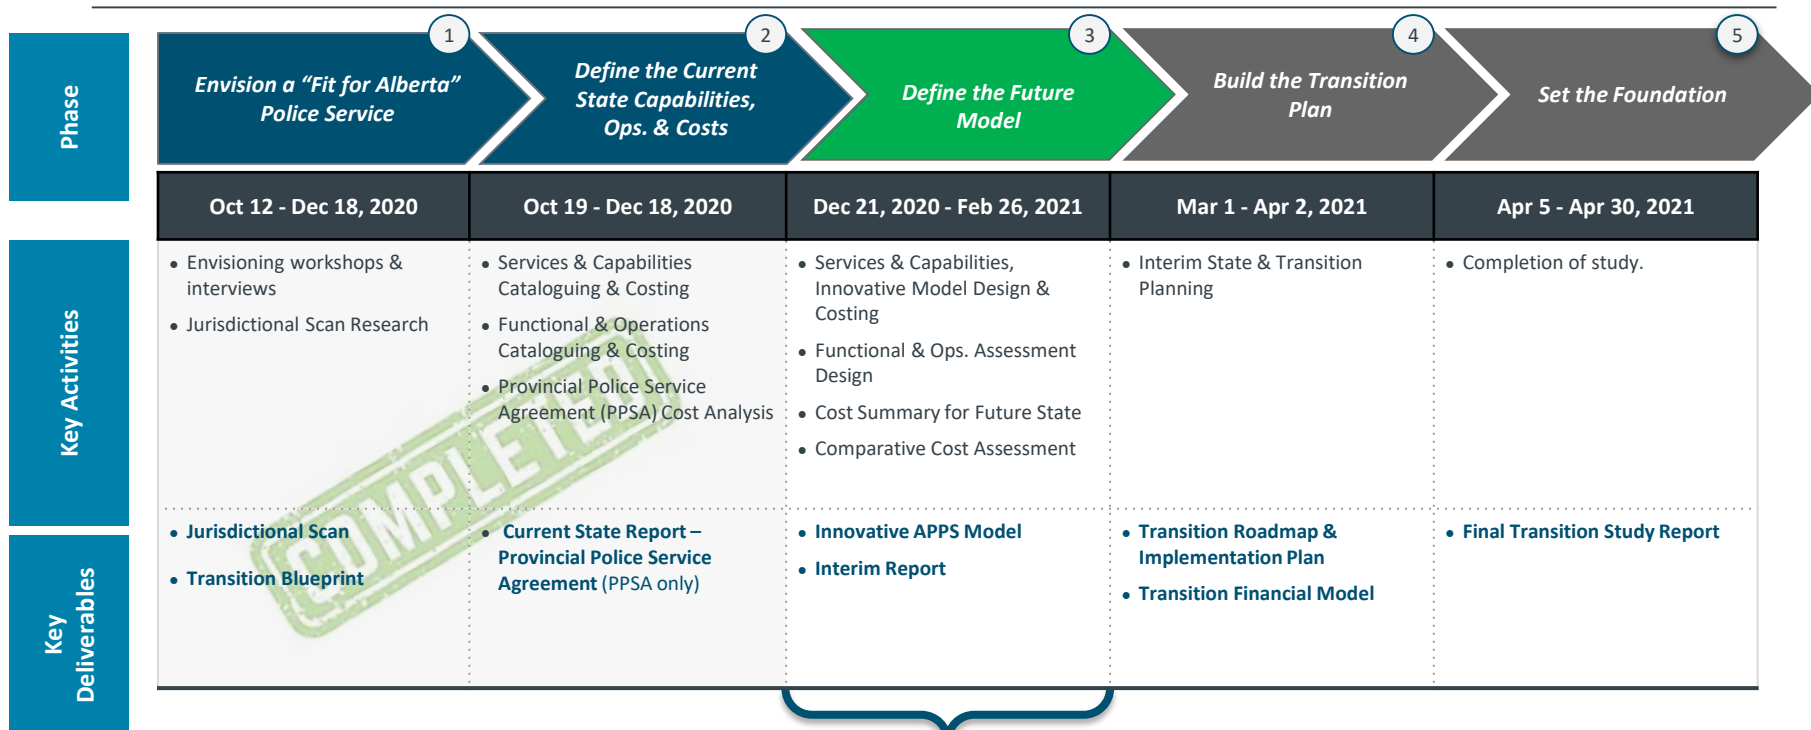 Phase
1
Envision a “Fit for Alberta”
Police Service
2
Define the Current
State Capabilities,
Ops. & Costs
3
Define the Future
Model
4
Build the Transition
Plan
5
Set the Foundation
Oct 12 - Dec 18, 2020
Oct 19 - Dec 18, 2020
Dec 21, 2020 - Feb 26, 2021
Mar 1 - Apr 2, 2021
Apr 5 - Apr 30, 2021
Key Activities
• Envisioning workshops &
interviews
• Jurisdictional Scan Research
• Services & Capabilities
Cataloguing & Costing
• Functional & Operations
Cataloguing & Costing
• Provincial Police Service
Agreement (PPSA) Cost Analysis
• Services & Capabilities,
Innovative Model Design &
Costing
• Functional & Ops. Assessment
Design
• Cost Summary for Future State
• Comparative Cost Assessment
• Interim State & Transition
Planning
• Completion of study.
COMPLETED
Key
Deliverables
• Jurisdictional Scan
• Transition Blueprint
• Current State Report –
Provincial Police Service
Agreement (PPSA only)
• Innovative APPS Model
• Interim Report
• Transition Roadmap &
Implementation Plan
• Transition Financial Model
• Final Transition Study Report